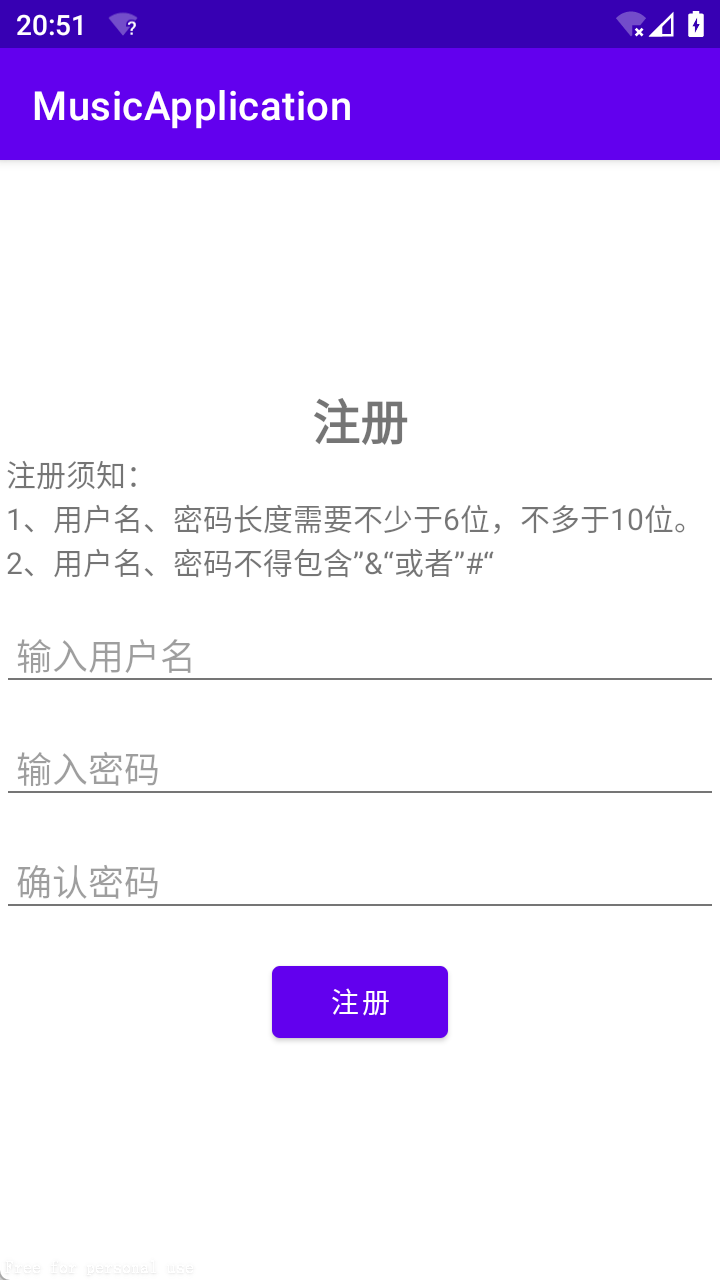 20:51
MusicApplication
注册
注册须知：
1、用户名、密码长度需要不少于6位，不多于10位。
2、用户名、密码不得包含”&“或者”#“
输入用户名
输入密码
确认密码
注册
Free for personal use